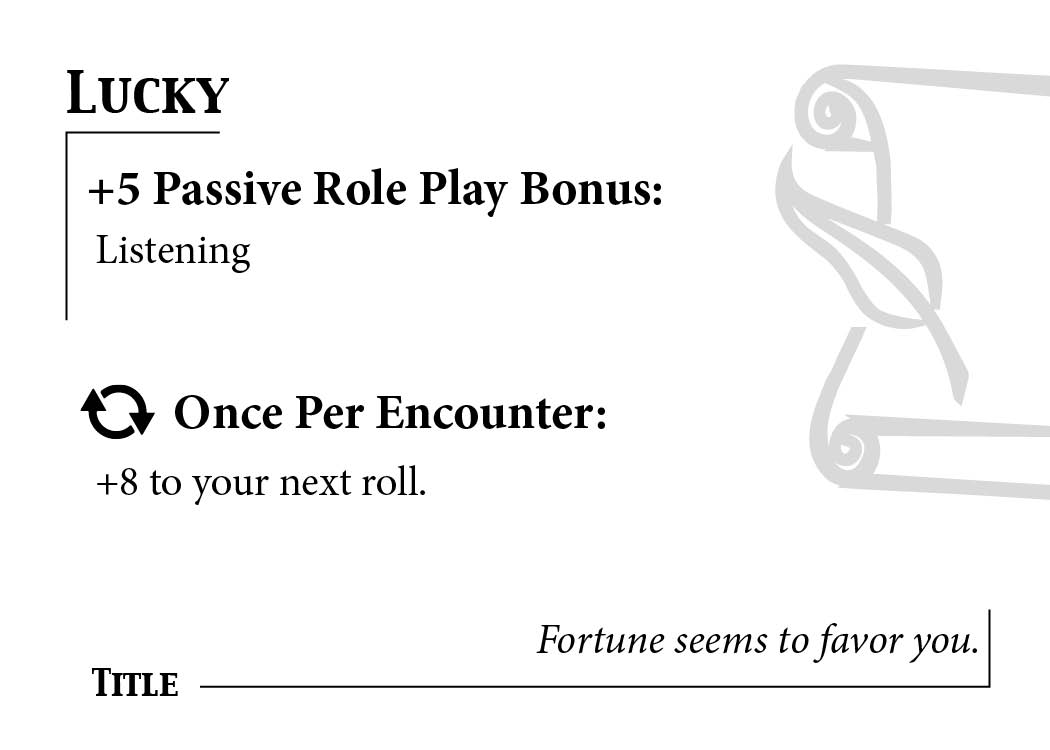 Lucky
+5 Passive Role Play Bonus:
Listening
Once Per Encounter:
+8 to your next roll.
Fortune seems to favor you.
Title